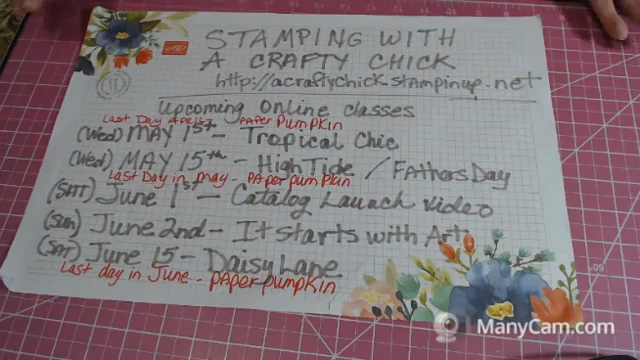 STAMPING WITH
A CRAFTY CHICK
http://acraftychick.stampinup.net
Upcoming Online Classes
Last Day April PAPER PUMPKIN
(Wed) MAY 1st - Tropical Chic
(Wed) MAY 15th - High Tide / FATHERS DAY
Last Day in may - PAPER PUMPKIN
(SAT) June 1st - Catalog Launch Video
(Sun) June 2nd - It starts with Art
(SAT) June 15 - Daisy Lane
Last day in June - PAPER PUMPKIN
ManyCam.com